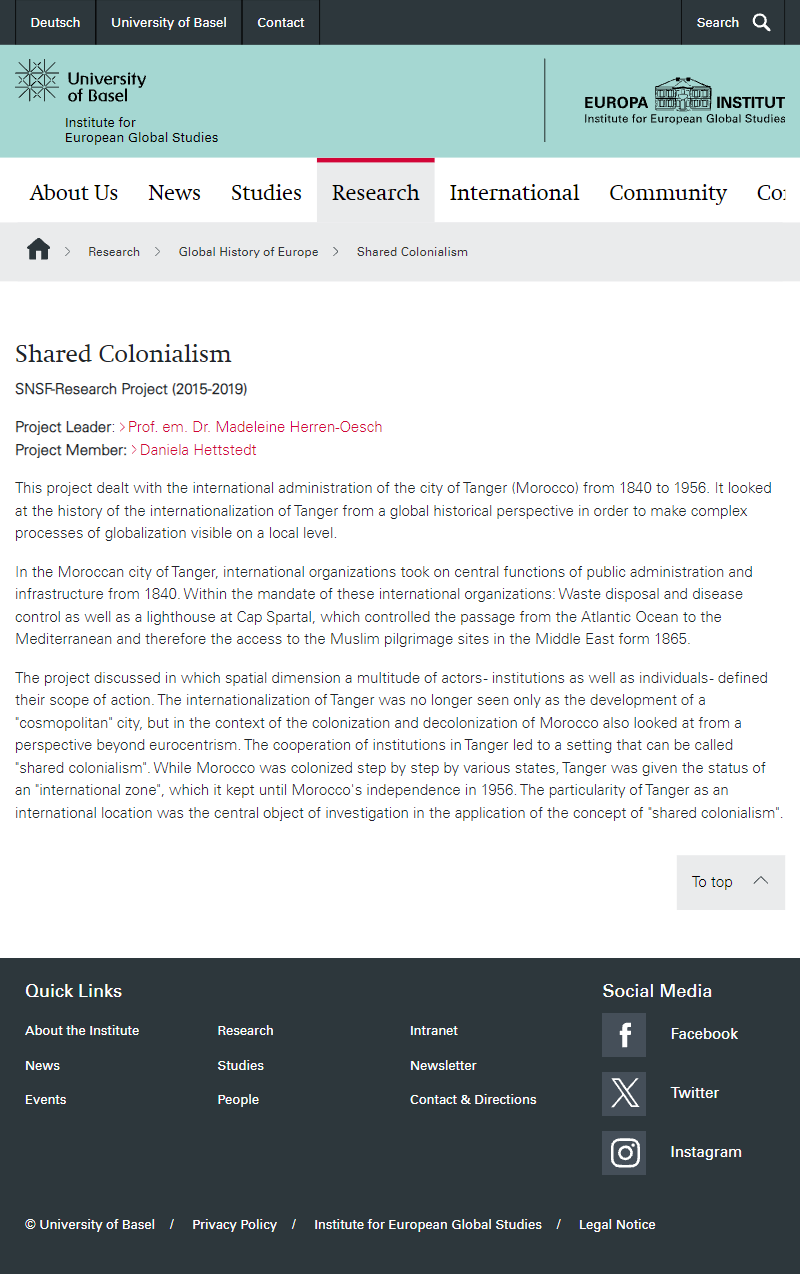 Deutsch University of Basel Contact Search
University of Basel
Institute for
European Global Studies
EUROPA INSTITUT
Institute for European Global Studies
About Us News Studies Research International Community
Research Global History of Europe Shared Colonialism
Shared Colonialism
SNSF-Research Project (2015-2019)
Project Leader: Prof. em. Dr. Madeleine Herren-Oesch
Project Member: Daniela Hettstedt
This project dealt with the international administration of the city of Tanger (Morocco) from 1840 to 1956. It looked
at the history of the internationalization of Tanger from a global historical perspective in order to make complex
processes of globalization visible on a local level.
In the Moroccan city of Tanger, international organizations took on central functions of public administration and
infrastructure from 1840. Within the mandate of these international organizations: Waste disposal and disease
control as well as a lighthouse at Cap Spartal, which controlled the passage from the Atlantic Ocean to the
Mediterranean and therefore the access to the Muslim pilgrimage sites in the Middle East form 1865.
The project discussed in which spatial dimension a multitude of actors- institutions as well as individuals- defined
their scope of action. The internationalization of Tanger was no longer seen only as the development of a
"cosmopolitan" city, but in the context of the colonization and decolonization of Morocco also looked at from a
perspective beyond eurocentrism. The cooperation of institutions in Tanger led to a setting that can be called
"shared colonialism". While Morocco was colonized step by step by various states, Tanger was given the status of
an "international zone", which it kept until Morocco's independence in 1956. The particularity of Tanger as an
international location was the central object of investigation in the application of the concept of "shared colonialism".
To top
Quick Links Social Media
About the Institute Research Intranet Facebook
News Studies Newsletter
Twitter
Events People Contact & Directions
Instagram
© University of Basel / Privacy Policy / Institute for European Global Studies / Legal Notice